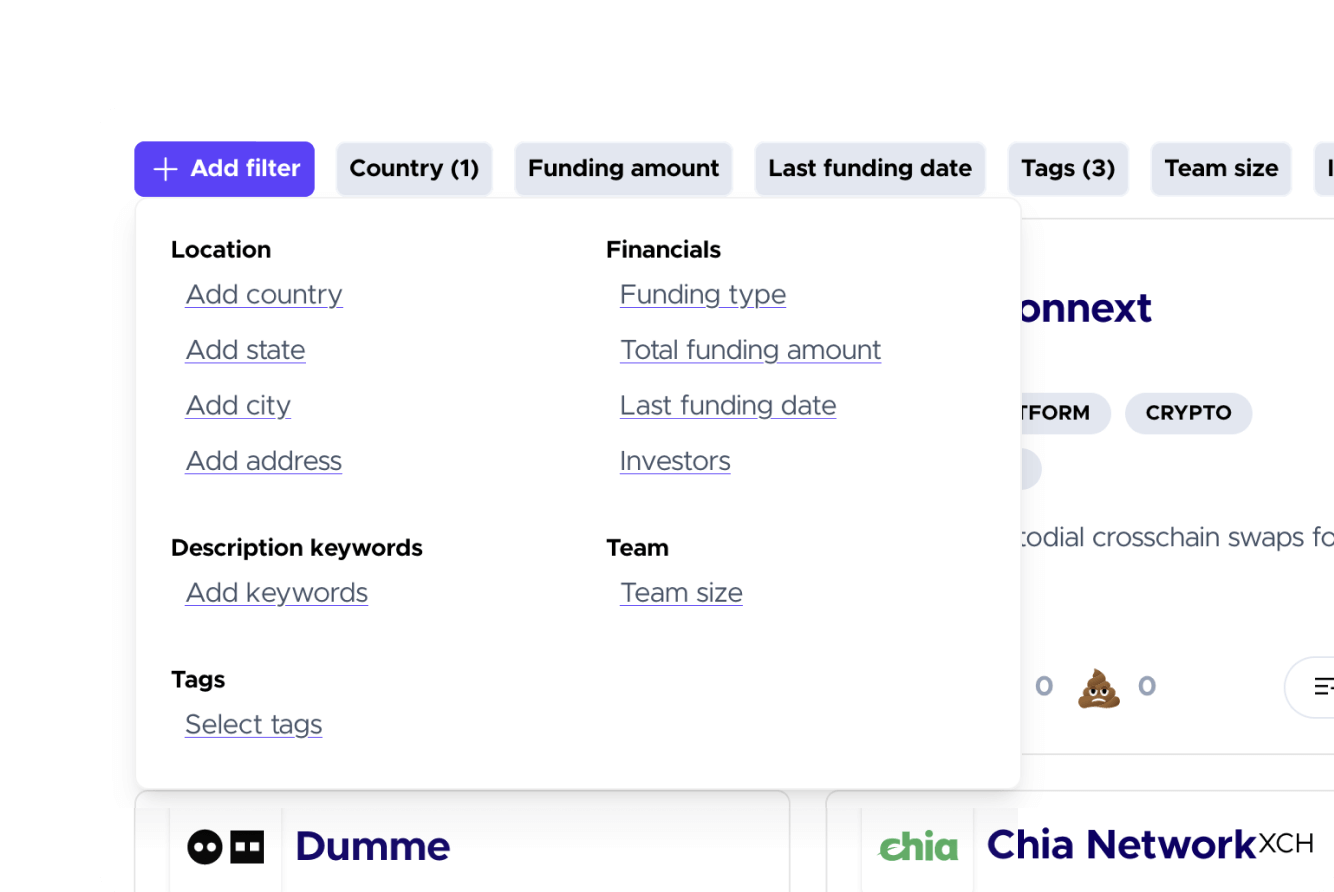 Add filter
Country (1)
Funding amount
Last funding date
Tags (3)
Team size
Location
Add country
Add state
Add city
Add address
Financials
Funding type
Total funding amount
Last funding date
Investors
Description keywords
Add keywords
Team
Team size
Tags
Select tags
onnext
TFORM
CRYPTO
todial crosschain swaps fo
0
0
Dumme
chia
Chia Network XCH